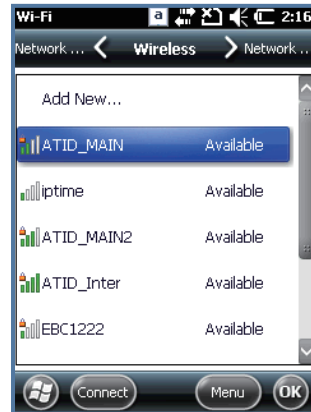 Wi-Fi a 2:16
Network ... Wireless Network ..
Add New...
ATID_MAIN Available
iptime Available
ATID_MAIN2 Available
ATID_Inter Available
EBC1222 Available
Connect Menu OK